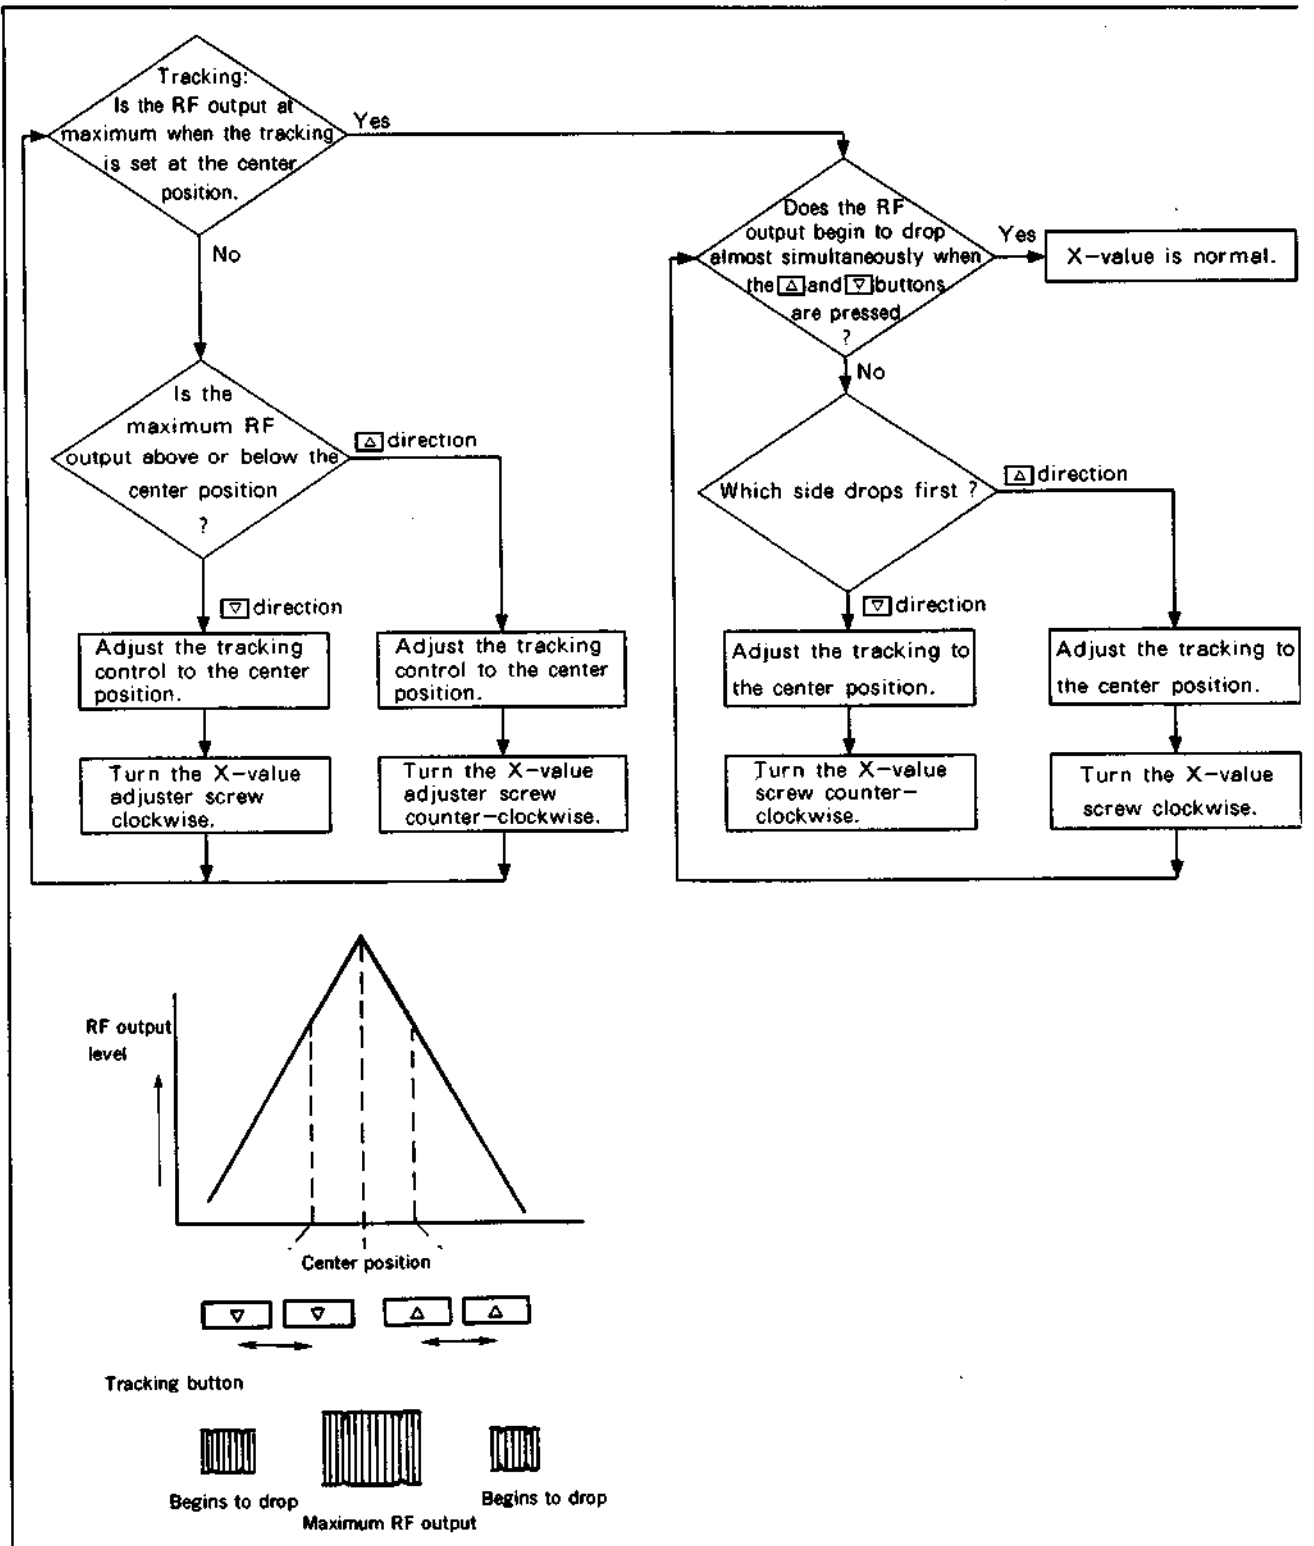 Tracking:
Is the RF output at
maximum when the tracking
is set at the center
position.
Yes
No
Is the
maximum RF
output above or below the
center position
?
△ direction
▽ direction
Adjust the tracking
control to the center
position.
Turn the X-value
adjuster screw
clockwise.
Adjust the tracking
control to the center
position.
Turn the X-value
adjuster screw
counter-clockwise.
Does the RF
output begin to drop
almost simultaneously when
the △ and ▽ buttons
are pressed
?
Yes
X-value is normal.
No
Which side drops first ?
△ direction
▽ direction
Adjust the tracking to
the center position.
Turn the X-value
screw counter-
clockwise.
Adjust the tracking to
the center position.
Turn the X-value
screw clockwise.
RF output
level
Center position
▽ ▽ △ △
Tracking button
Begins to drop
Maximum RF output
Begins to drop